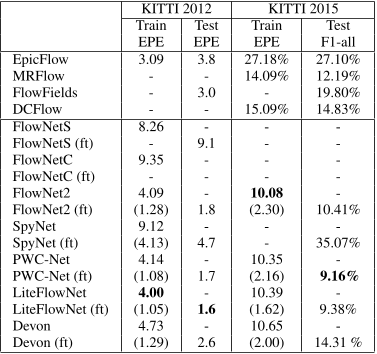 KITTI 2012 KITTI 2015
Train Test Train Test
EPE EPE EPE F1-all
EpicFlow 3.09 3.8 27.18% 27.10%
MRFlow - - 14.09% 12.19%
FlowFields - 3.0 - 19.80%
DCFlow - - 15.09% 14.83%
FlowNetS 8.26 - - -
FlowNetS (ft) - 9.1 - -
FlowNetC 9.35 - - -
FlowNetC (ft) - - - -
FlowNet2 4.09 - 10.08 -
FlowNet2 (ft) (1.28) 1.8 (2.30) 10.41%
SpyNet 9.12 - - -
SpyNet (ft) (4.13) 4.7 - 35.07%
PWC-Net 4.14 - 10.35 -
PWC-Net (ft) (1.08) 1.7 (2.16) 9.16%
LiteFlowNet 4.00 - 10.39 -
LiteFlowNet (ft) (1.05) 1.6 (1.62) 9.38%
Devon 4.73 - 10.65 -
Devon (ft) (1.29) 2.6 (2.00) 14.31 %